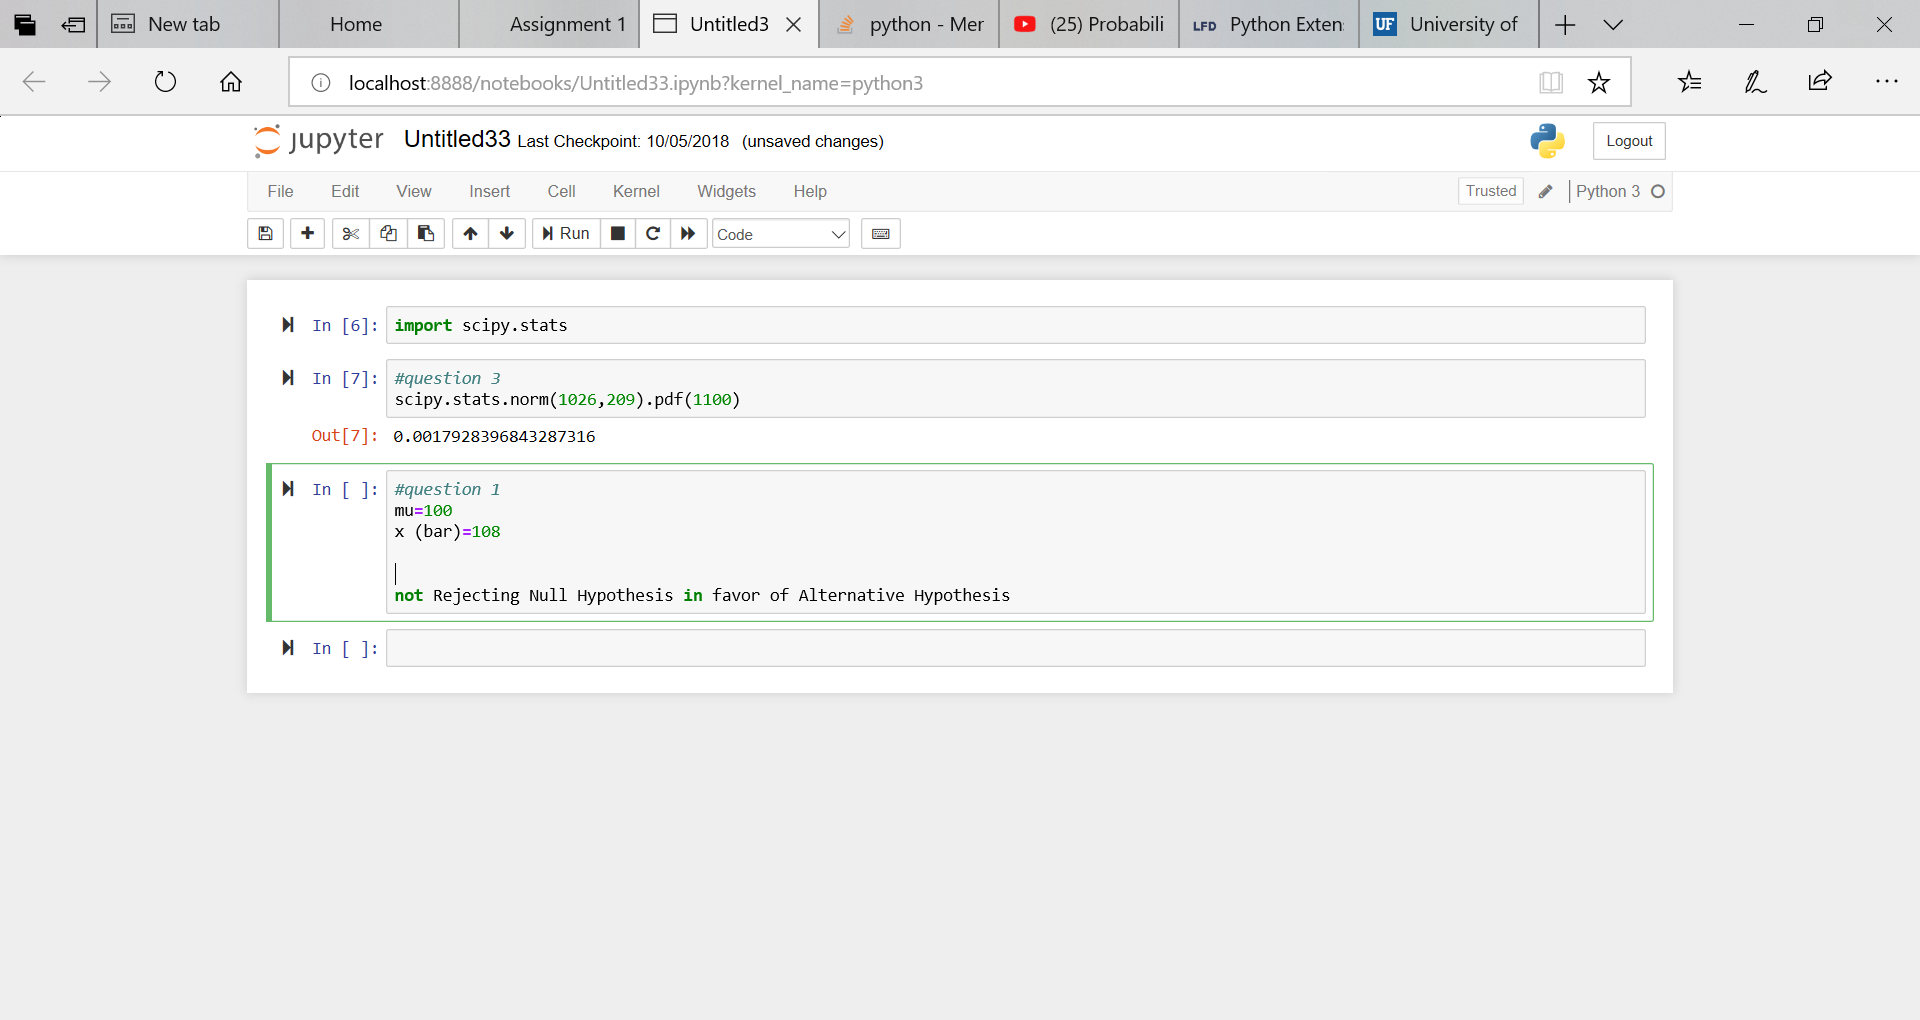 New tab
Home
Assignment 1
Untitled3
python - Mer
(25) Probabili
LFD Python Exten
UF University of
localhost:8888/notebooks/Untitled33.ipynb?kernel_name=python3
jupyter Untitled33 Last Checkpoint: 10/05/2018 (unsaved changes)
Logout
File Edit View Insert Cell Kernel Widgets Help
Trusted Python 3
Run Code
In [6]: import scipy.stats
In [7]: #question 3
scipy.stats.norm(1026,209).pdf(1100)
Out[7]: 0.0017928396843287316
In [ ]: #question 1
mu=100
x (bar)=108
not Rejecting Null Hypothesis in favor of Alternative Hypothesis
In [ ]: